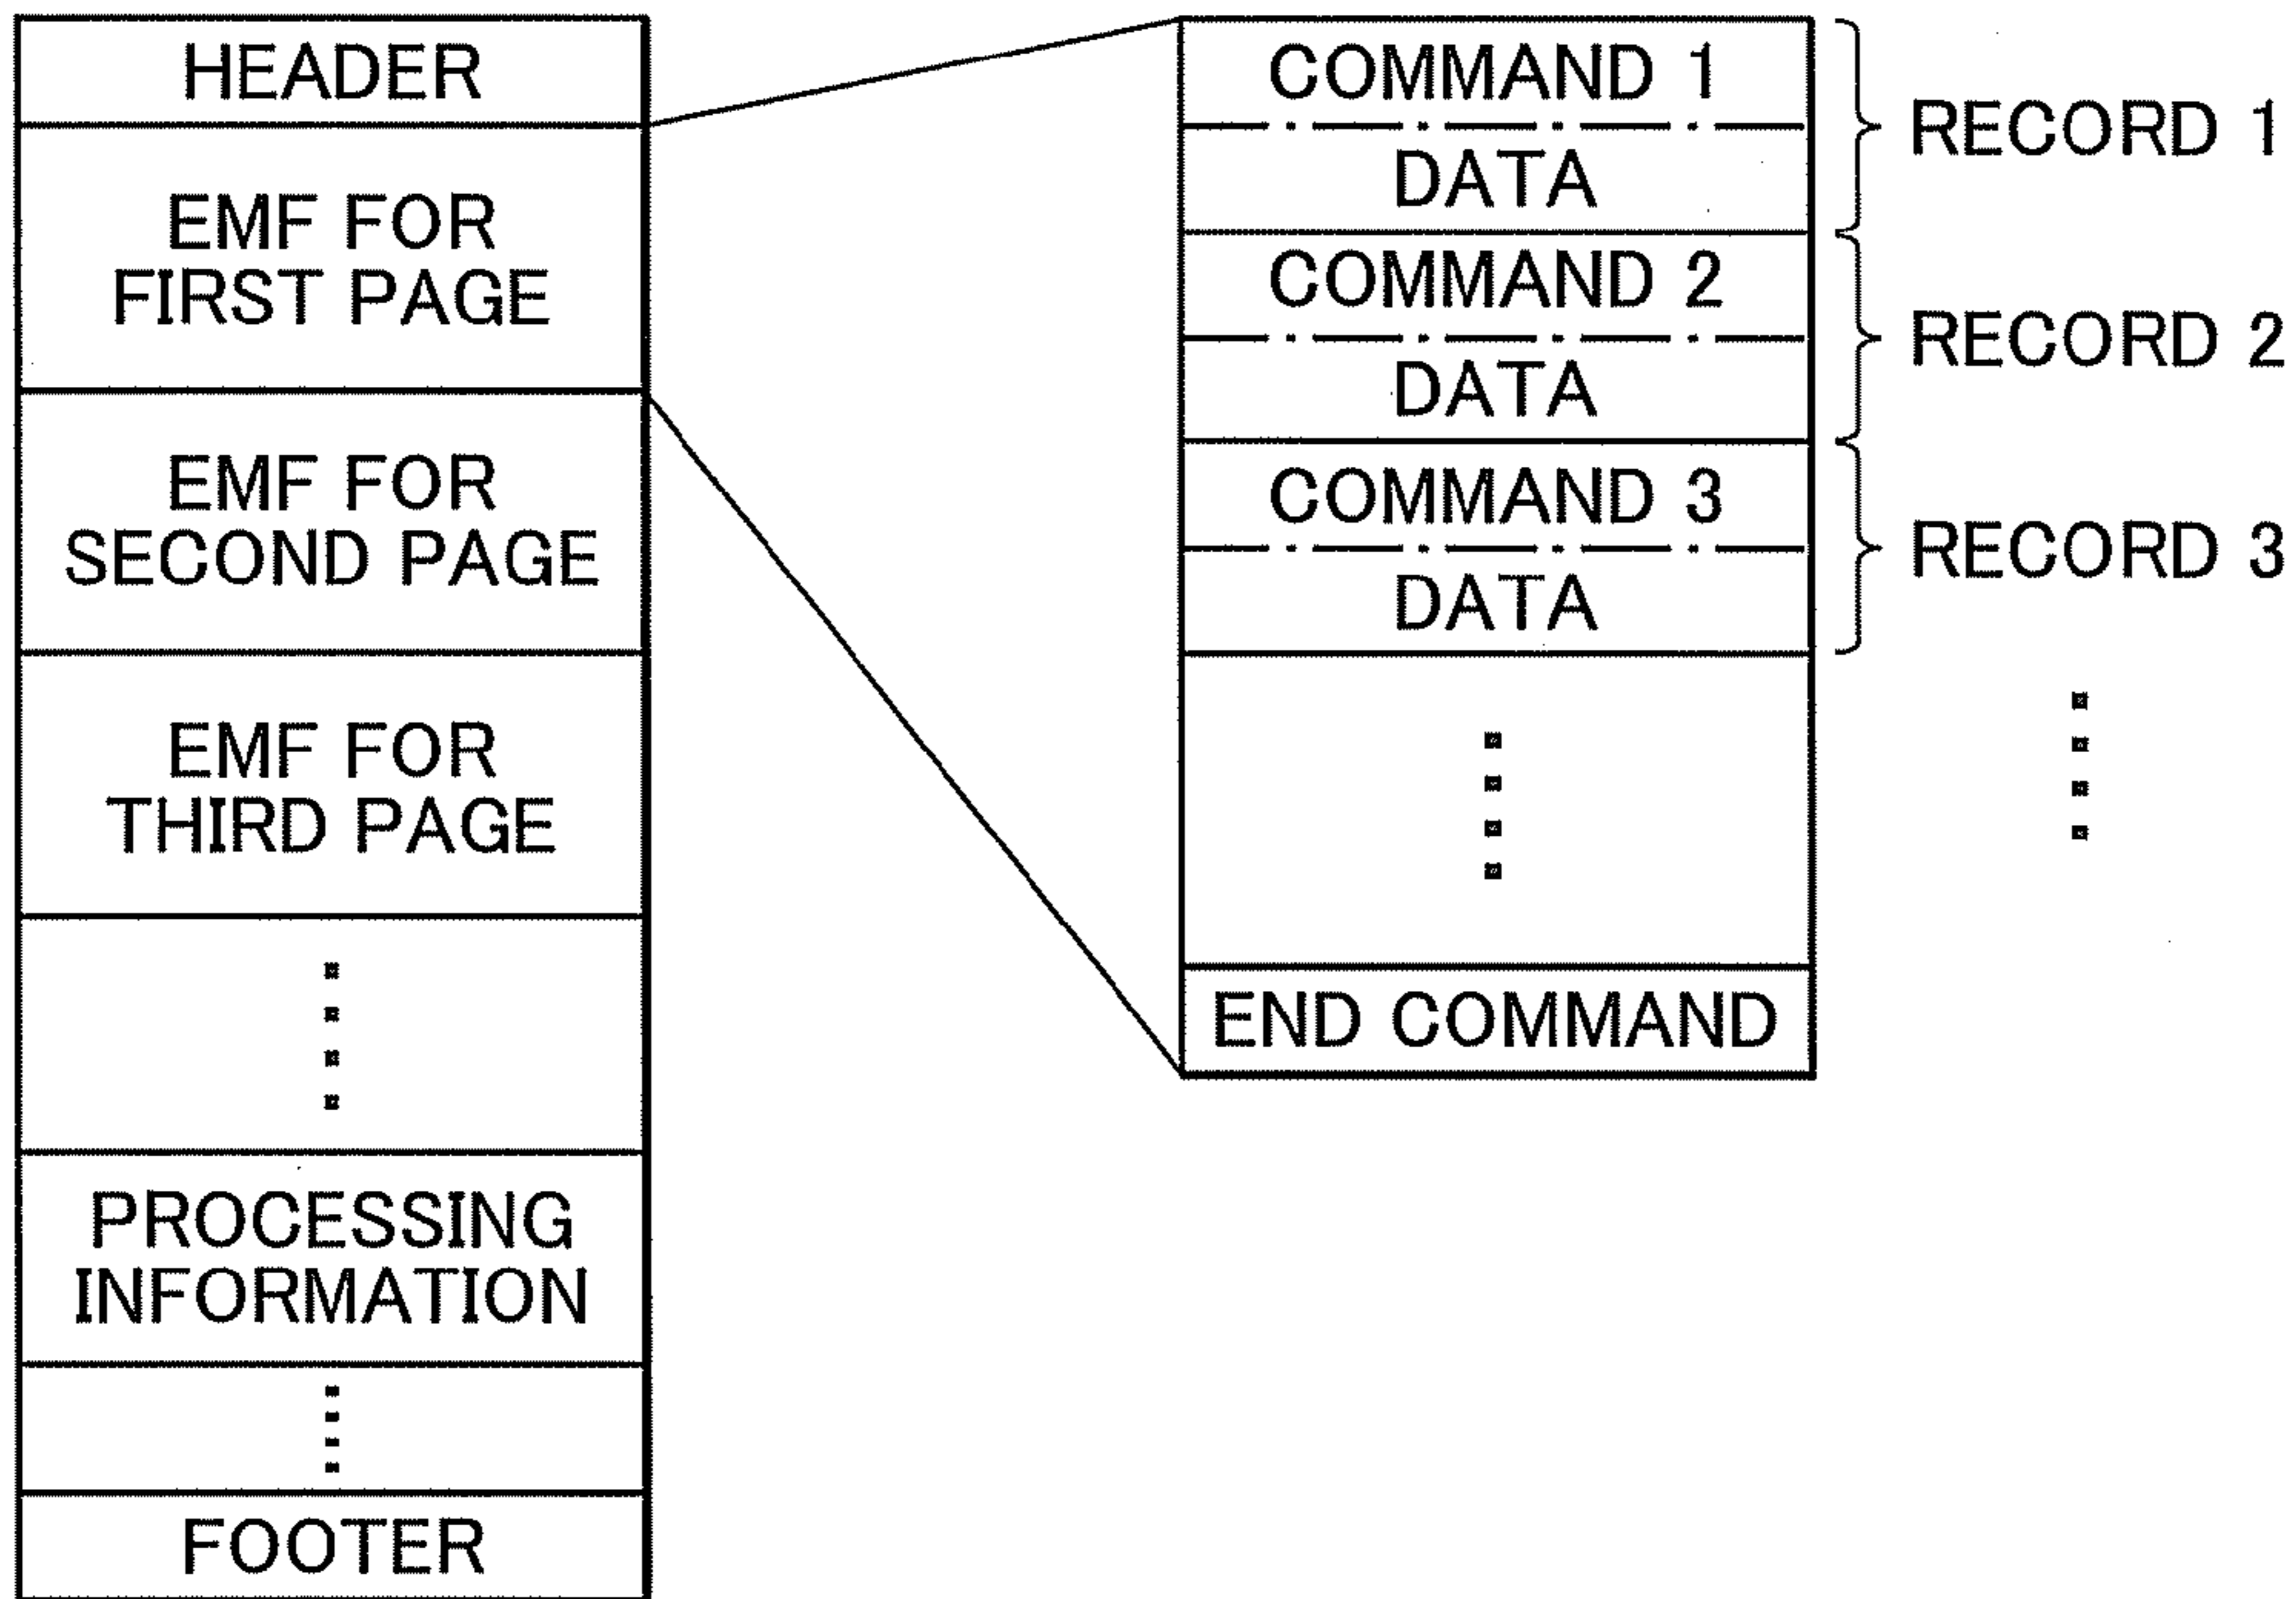 HEADER
EMF FOR
FIRST PAGE
EMF FOR
SECOND PAGE
EMF FOR
THIRD PAGE
PROCESSING
INFORMATION
FOOTER
COMMAND 1
DATA
RECORD 1
COMMAND 2
DATA
RECORD 2
COMMAND 3
DATA
RECORD 3
END COMMAND